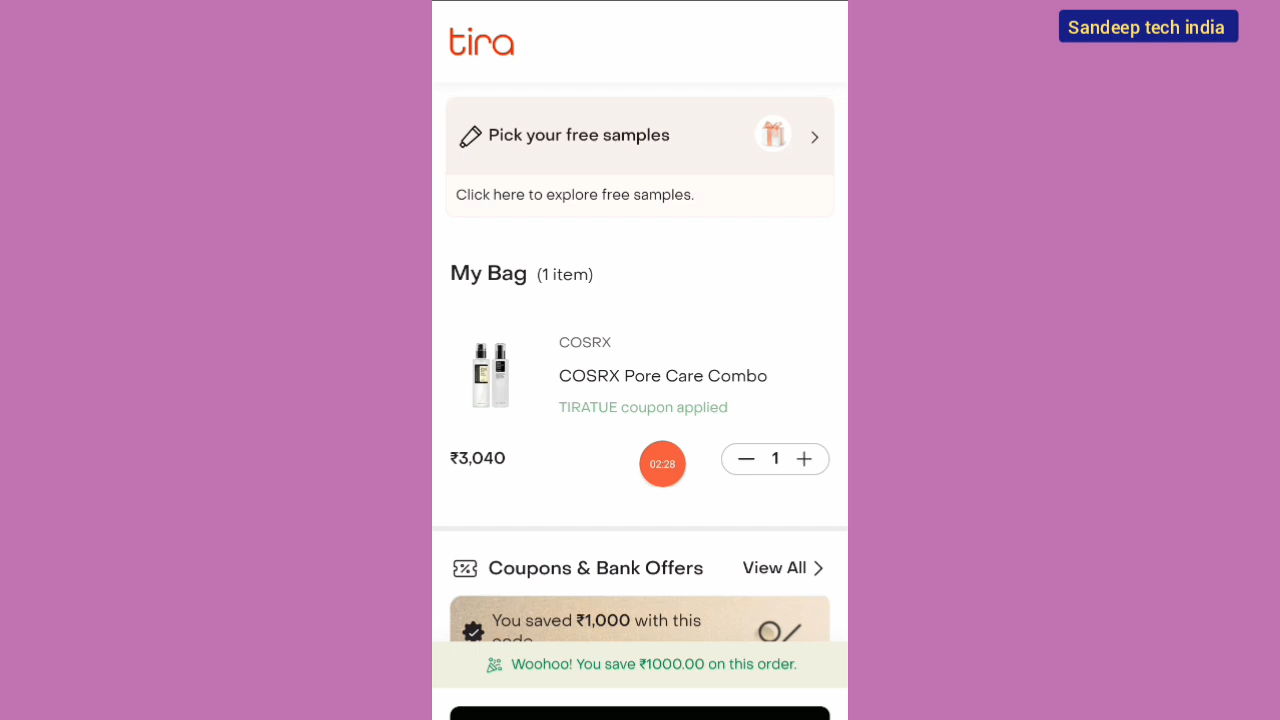 Sandeep tech india
tira
Pick your free samples
Click here to explore free samples.
My Bag (1 item)
COSRX
COSRX Pore Care Combo
TIRATUE coupon applied
₹3,040
02:28
1
Coupons & Bank Offers View All
You saved ₹1,000 with this
code
Woohoo! You save ₹1000.00 on this order.